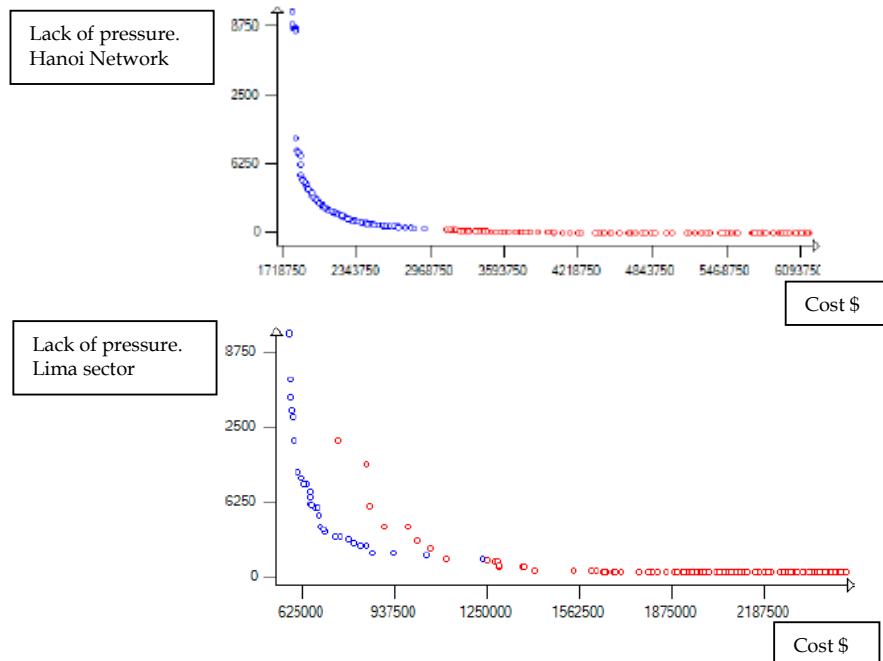 Lack of pressure.
Hanoi Network
8750
2500
6250
0
1718750 2343750 2968750 3593750 4218750 4843750 5468750 6093750
Cost $
Lack of pressure.
Lima sector
8750
2500
6250
0
625000 937500 1250000 1562500 1875000 2187500
Cost $